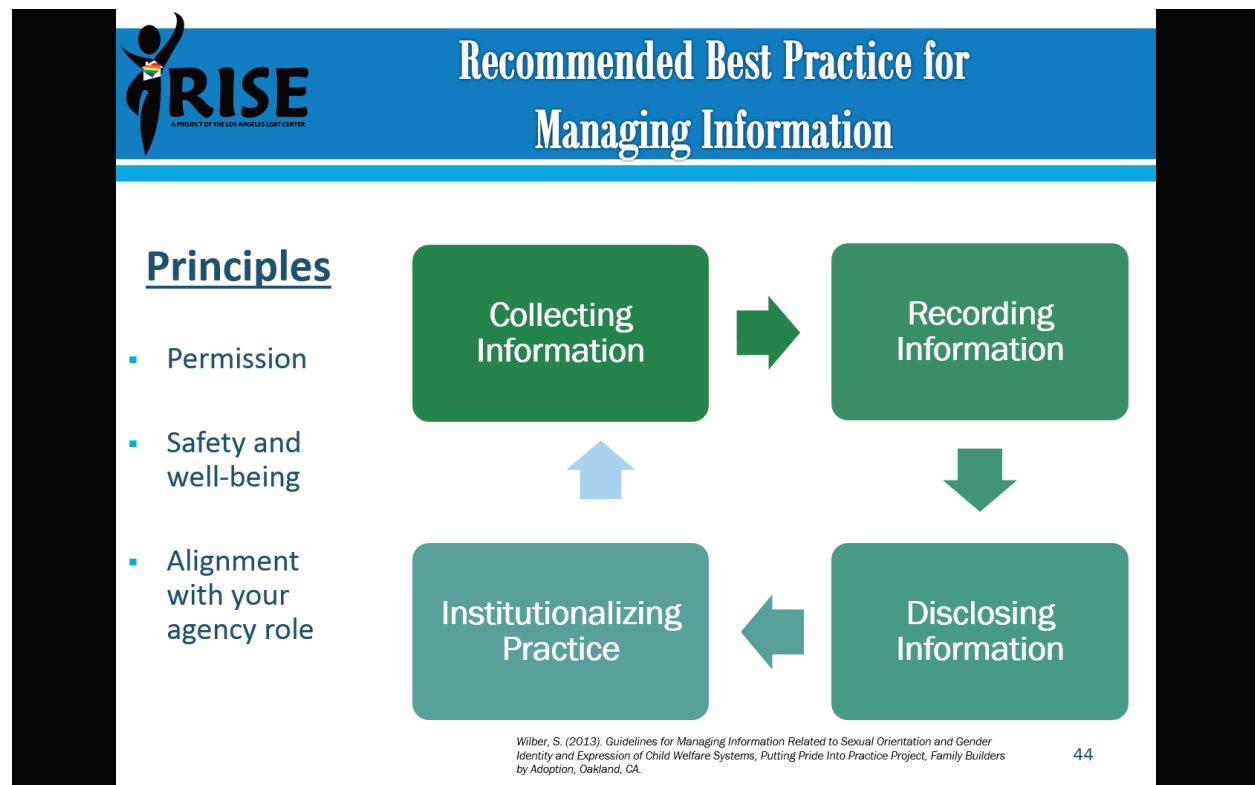 RISE
A PROJECT OF THE LOS ANGELES LGBT CENTER
Recommended Best Practice for
Managing Information
Principles
▪ Permission
▪ Safety and
well-being
▪ Alignment
with your
agency role
Collecting
Information
Recording
Information
Institutionalizing
Practice
Disclosing
Information
Wilber, S. (2013). Guidelines for Managing Information Related to Sexual Orientation and Gender
Identity and Expression of Child Welfare Systems, Putting Pride Into Practice Project, Family Builders
by Adoption, Oakland, CA.
44